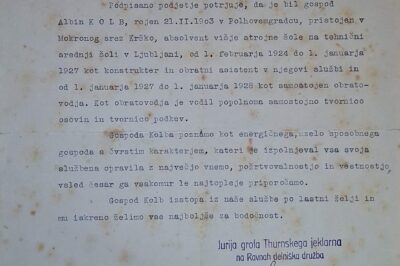 Podpisano podjetje potrjuje, da je bil gospod
Albin K O L B, rojen 21.II.1903 v Polhovemgradcu, pristojen v
Mokronog srez Krško, absolvent višje strojne šole na tehnični
srednji šoli v Ljubljani, od 1. februarja 1924 do 1. januarja
1927 kot konstrukter in obratni asistent v njegovi službi in
od 1. januarja 1927 do 1. januarja 1928 kot samostojen obrato-
vodja. Kot obratovodja je vodil popolnoma samostojno tvornico
osovin in tvornico podkev.
Gospoda Kolba poznamo kot energičnega, zelo sposobnega
gospoda s čvrstim karakterjem, kateri je izpolnjeval vsa svoja
službena opravila z največjo vnemo, požrtvovalnostjo in vestnostjo,
vsled česar ga vsakomur le najtopleje priporočamo.
Gospod Kolb izstopa iz naše službe po lastni želji in
mu iskreno želimo vse najboljše za bodočnost.
Jurija grofa Thurnskega jeklarna
na Ravnah delniška družba